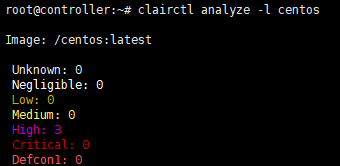 root@controller:~# clairctl analyze -l centos
Image: /centos:latest
Unknown: 0
Negligible: 0
Low: 0
Medium: 0
High: 3
Critical: 0
Defcon1: 0